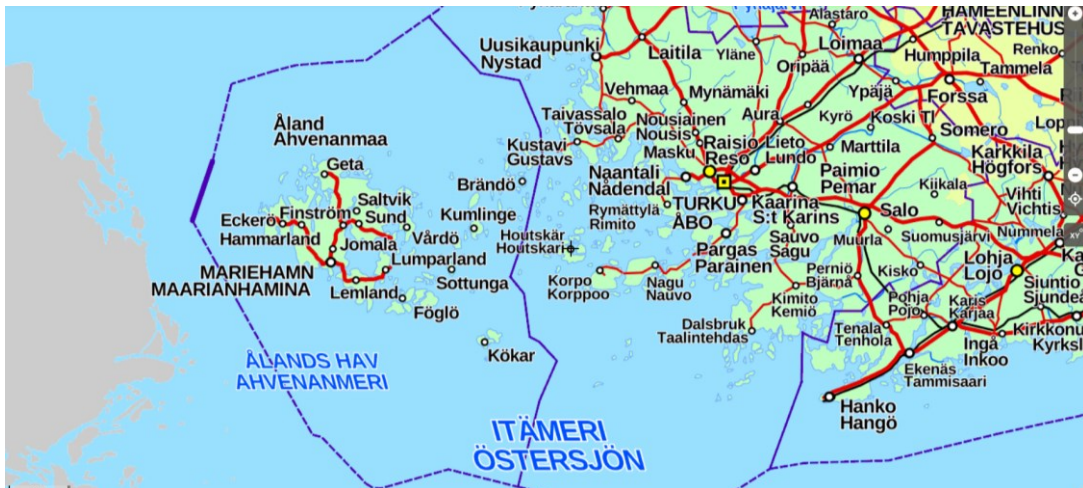 HÄMEENLINN
TAVASTEHUS
Alastaro
Laitila
Yläne
Oripää
Loimaa
Humppila
Renko
Tammela
Uusikaupunki
Nystad
Vehmaa
Mynämäki
Ypäjä
Forssa
Taivassalo
Tövsala
Nousiainen
Nousis
Aura
Kyrö
Koski Tl
Somero
Kustavi
Gustavs
Masku
Raisio
Reso
Lieto
Lundo
Marttila
Karkkila
Högfors
Åland
Ahvenanmaa
Geta
Brändö
Naantali
Nådendal
TURKU
ÅBO
Kaarina
S:t Karins
Paimio
Pemar
Kiikala
Vihti
Vichtis
Saltvik
Finström
Sund
Eckerö
Hammarland
Kumlinge
Vårdö
Jomala
Lumparland
Rymättylä
Rimito
Houtskär
Houtskari
Pargas
Parainen
Sauvo
Sagu
Salo
Muurla
Suomusjärvi
Nummela
Lohja
Lojo
MARIEHAMN
MAARIANHAMINA
Lemland
Sottunga
Föglö
Korpo
Korppoo
Nagu
Nauvo
Perniö
Bjärnå
Kisko
Siuntio
Sjundeå
Kimito
Kemiö
Pohja
Pojo
Karis
Karjaa
Dalsbruk
Taalintehdas
Tenala
Tenhola
Ingå
Inkoo
Kirkkonu
Kyrksl
Kökar
Ekenäs
Tammisaari
ÅLANDS HAV
AHVENANMERI
Hanko
Hangö
ITÄMERI
ÖSTERSJÖN
XY